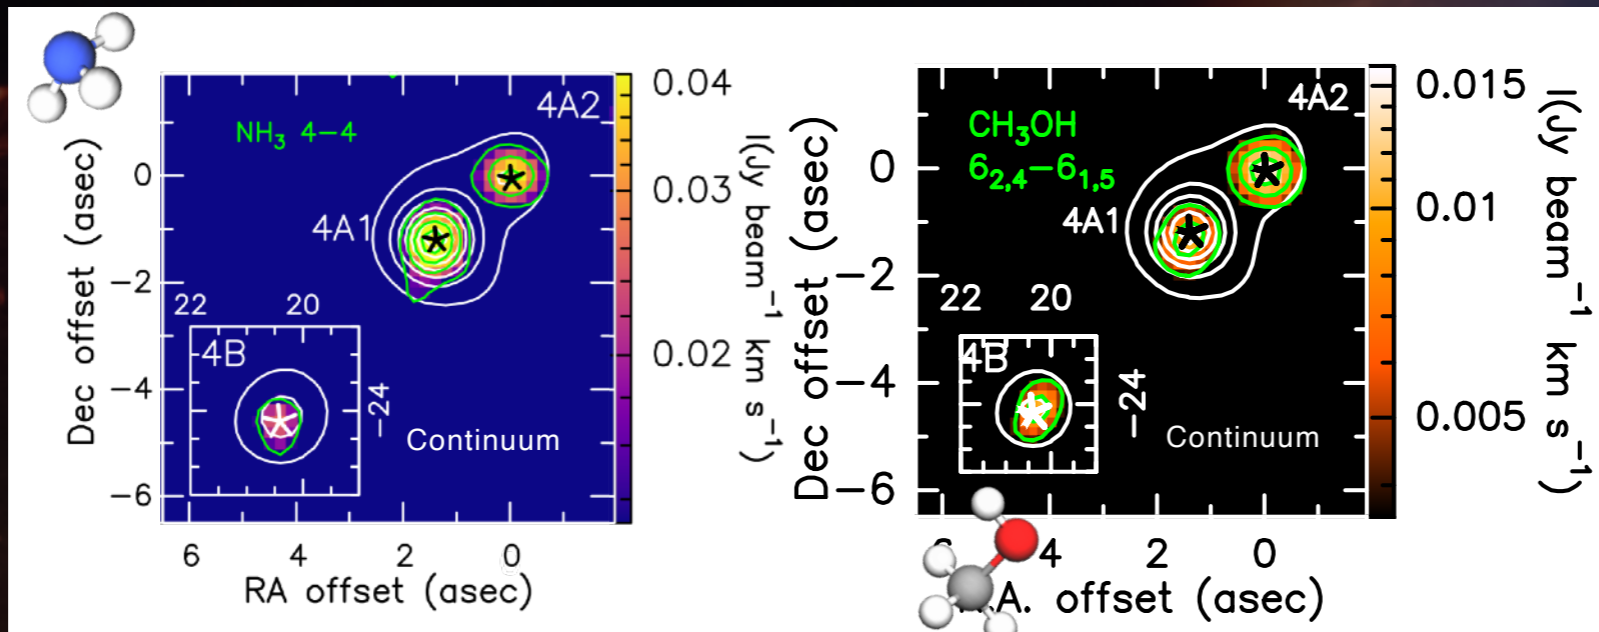 4A2
NH₃ 4−4
4A1
22 20
4B
−24
Continuum
0
−2
−4
−6
6 4 2 0
RA offset (asec)
Dec offset (asec)
0.04
0.03
0.02
I(Jy beam⁻¹ km s⁻¹)
4A2
CH₃OH
6₂,₄−6₁,₅
4A1
22 20
4B
−24
Continuum
0
−2
−4
−6
4 2 0
.A. offset (asec)
Dec offset (asec)
0.015
0.01
0.005
I(Jy beam⁻¹ km s⁻¹)